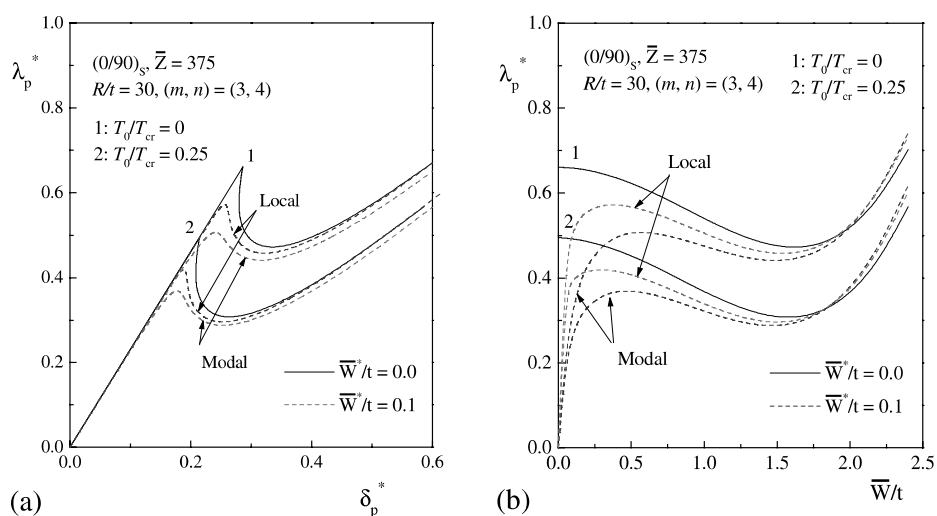 1.0
0.8
0.6
0.4
0.2
0.0
λp*
(0/90)S, Z̅ = 375
R/t = 30, (m, n) = (3, 4)
1: T0/Tcr = 0
2: T0/Tcr = 0.25
1
2
Local
Modal
W̅*/t = 0.0
W̅*/t = 0.1
0.0 0.2 0.4 0.6
δp*
(a)
1.0
0.8
0.6
0.4
0.2
0.0
λp*
(0/90)S, Z̅ = 375
R/t = 30, (m, n) = (3, 4)
1: T0/Tcr = 0
2: T0/Tcr = 0.25
1
2
Local
Modal
W̅*/t = 0.0
W̅*/t = 0.1
0.0 0.5 1.0 1.5 2.0 2.5
W̅/t
(b)